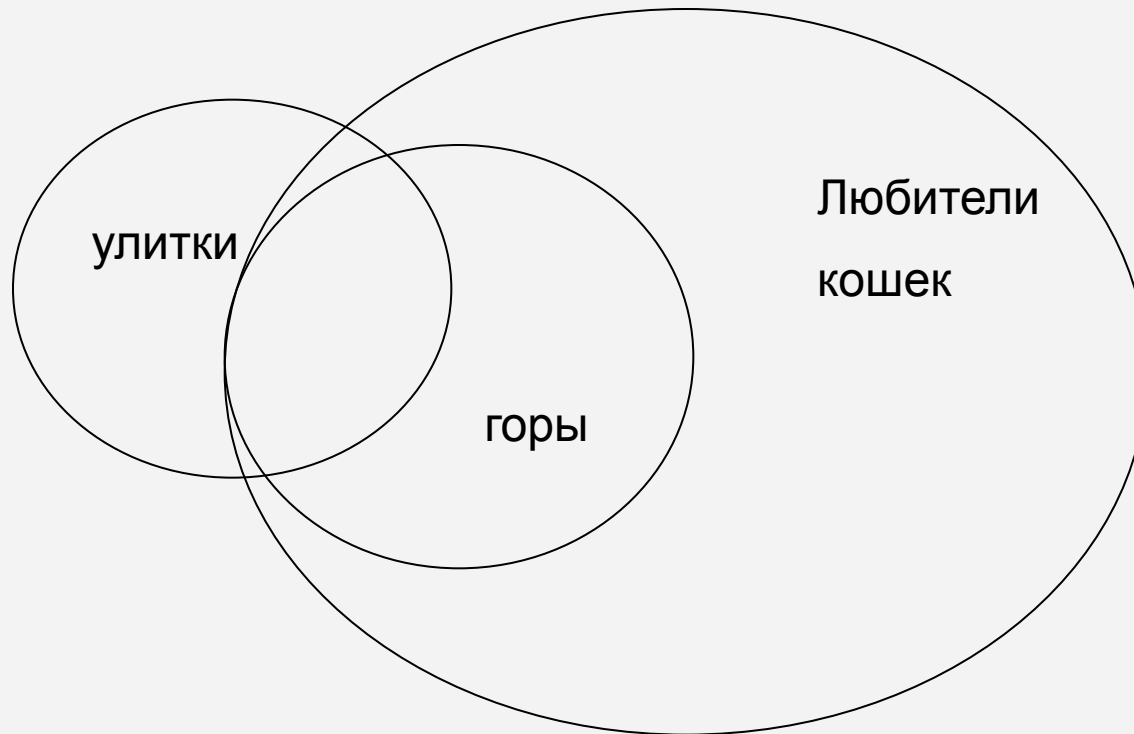 Любители
улитки
кошек
горы